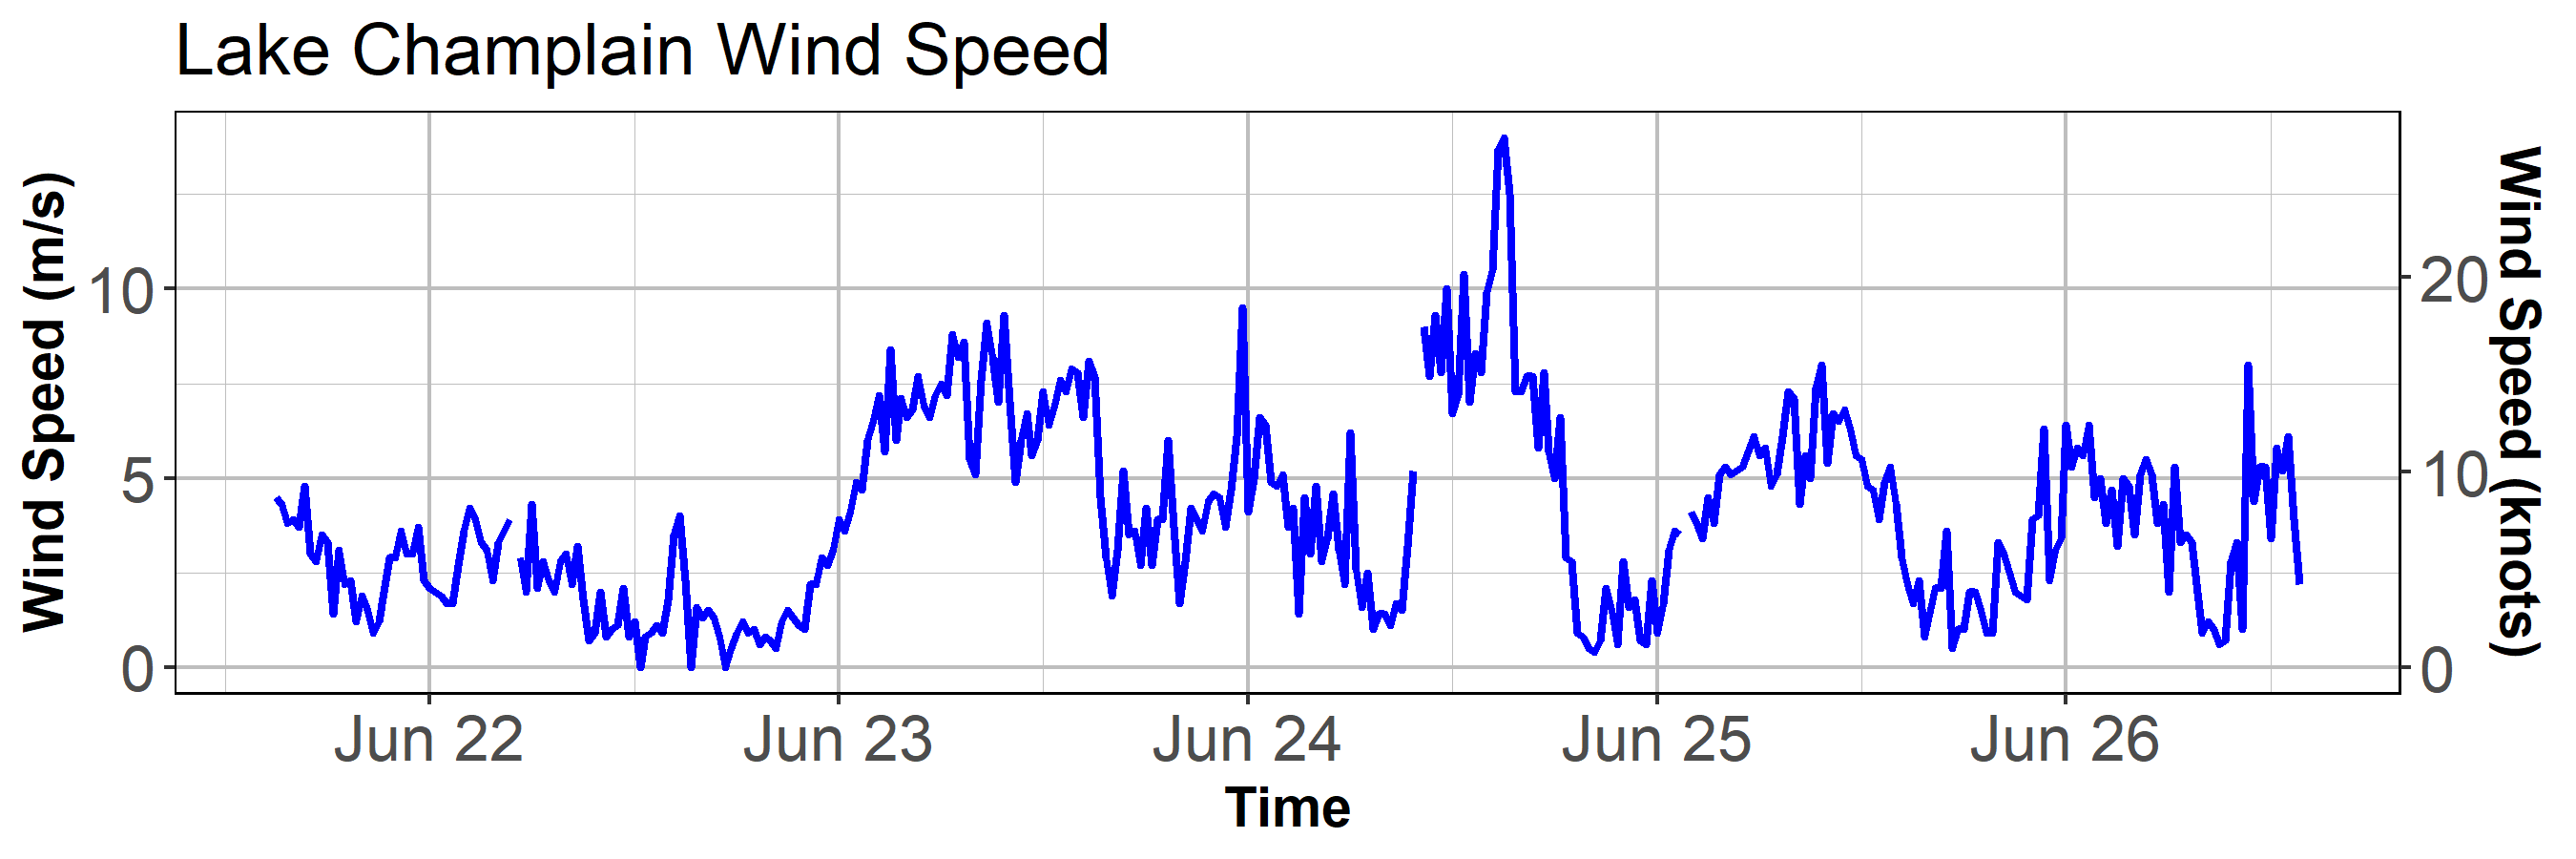 Lake Champlain Wind Speed
Wind Speed (m/s)
10
5
0
20
10
0
Wind Speed (knots)
Jun 22 Jun 23 Jun 24 Jun 25 Jun 26
Time